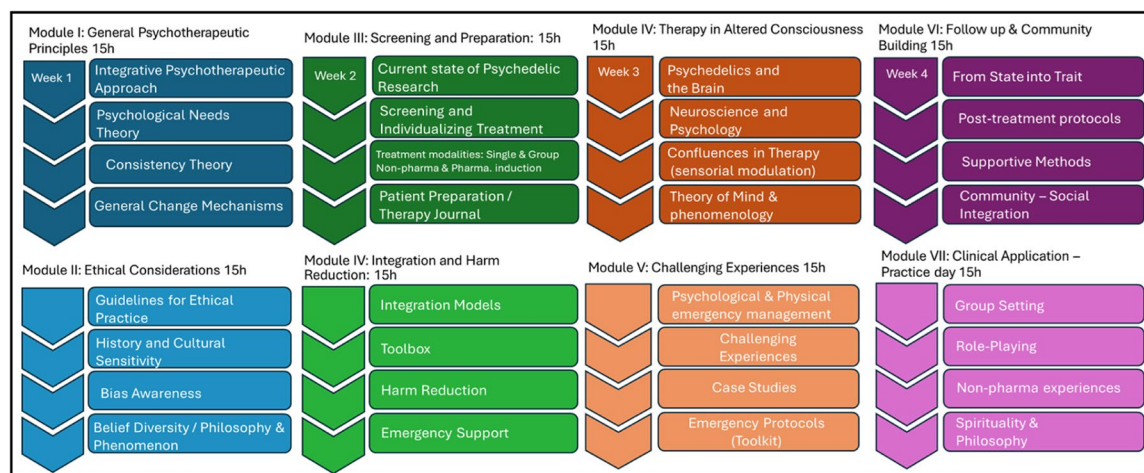 Module I: General Psychotherapeutic
Principles 15h
Week 1
Integrative Psychotherapeutic
Approach
Psychological Needs
Theory
Consistency Theory
General Change Mechanisms
Module III: Screening and Preparation: 15h
Week 2
Current state of Psychedelic
Research
Screening and
Individualizing Treatment
Treatment modalities: Single & Group
Non-pharma & Pharma. induction
Patient Preparation /
Therapy Journal
Module IV: Therapy in Altered Consciousness
15h
Week 3
Psychedelics and
the Brain
Neuroscience and
Psychology
Confluences in Therapy
(sensorial modulation)
Theory of Mind &
phenomenology
Module VI: Follow up & Community
Building 15h
Week 4
From State into Trait
Post-treatment protocols
Supportive Methods
Community – Social
Integration
Module II: Ethical Considerations 15h
Guidelines for Ethical
Practice
History and Cultural
Sensitivity
Bias Awareness
Belief Diversity / Philosophy &
Phenomenon
Module IV: Integration and Harm
Reduction: 15h
Integration Models
Toolbox
Harm Reduction
Emergency Support
Module V: Challenging Experiences 15h
Psychological & Physical
emergency management
Challenging
Experiences
Case Studies
Emergency Protocols
(Toolkit)
Module VII: Clinical Application –
Practice day 15h
Group Setting
Role-Playing
Non-pharma experiences
Spirituality &
Philosophy